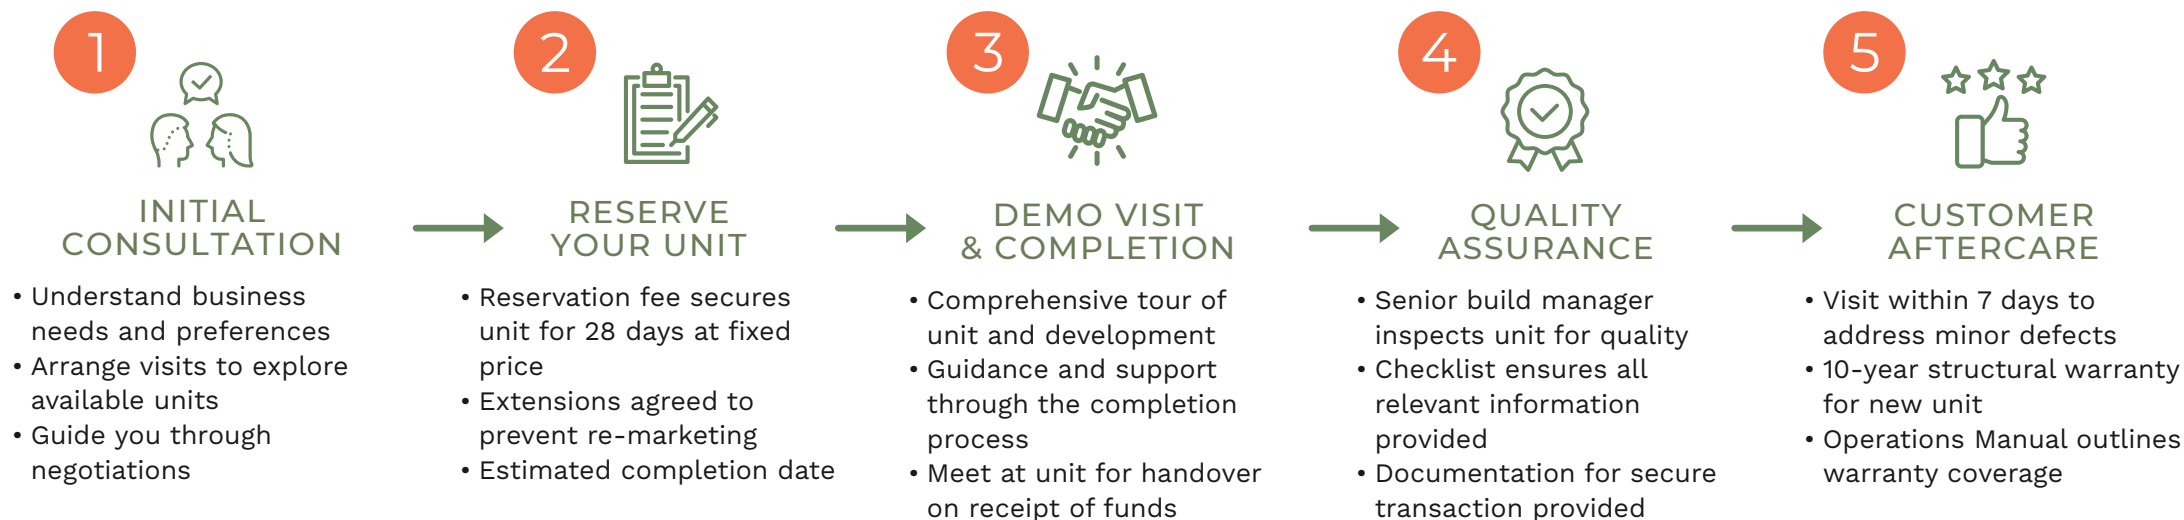 1
INITIAL
CONSULTATION
• Understand business
needs and preferences
• Arrange visits to explore
available units
• Guide you through
negotiations
2
RESERVE
YOUR UNIT
• Reservation fee secures
unit for 28 days at fixed
price
• Extensions agreed to
prevent re-marketing
• Estimated completion date
3
DEMO VISIT
& COMPLETION
• Comprehensive tour of
unit and development
• Guidance and support
through the completion
process
• Meet at unit for handover
on receipt of funds
4
QUALITY
ASSURANCE
• Senior build manager
inspects unit for quality
• Checklist ensures all
relevant information
provided
• Documentation for secure
transaction provided
5
CUSTOMER
AFTERCARE
• Visit within 7 days to
address minor defects
• 10-year structural warranty
for new unit
• Operations Manual outlines
warranty coverage